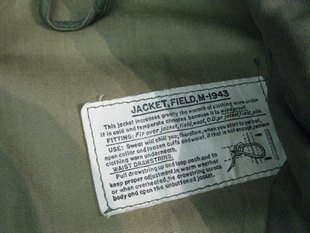 JACKET, FIELD, M-1943
This jacket increases greatly the warmth of clothing worn under
it in cold and temperate climates because it is windproof.
FITTING: Fit over jacket, field, wool, O.D., or jacket, field, pile
USE: Sweat will chill you, therefore, when you start to sweat,
open collar and loosen cuffs and waist. If that is not enough
clothing worn underneath.
WAIST DRAWSTRING:
Pull drawstring up and loop each end to
keep proper adjustment. In warm weather
or when overheated, tie drawstring across
body and open the unbuttoned jacket.